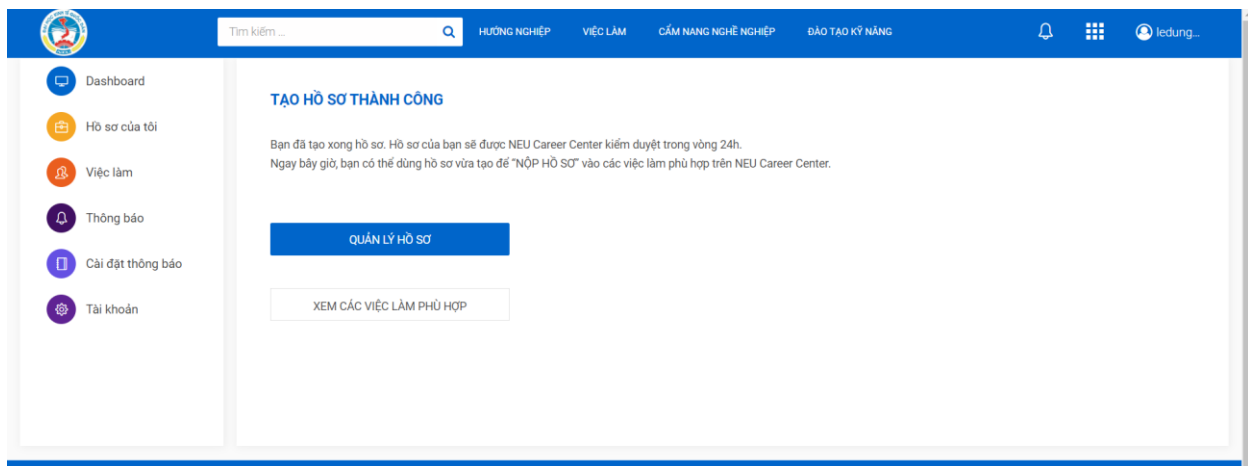 Tìm kiếm ...
HƯỚNG NGHIỆP
VIỆC LÀM
CẨM NANG NGHỀ NGHIỆP
ĐÀO TẠO KỸ NĂNG
ledung...
Dashboard
Hồ sơ của tôi
Việc làm
Thông báo
Cài đặt thông báo
Tài khoản
TẠO HỒ SƠ THÀNH CÔNG
Bạn đã tạo xong hồ sơ. Hồ sơ của bạn sẽ được NEU Career Center kiểm duyệt trong vòng 24h.
Ngay bây giờ, bạn có thể dùng hồ sơ vừa tạo để “NỘP HỒ SƠ” vào các việc làm phù hợp trên NEU Career Center.
QUẢN LÝ HỒ SƠ
XEM CÁC VIỆC LÀM PHÙ HỢP